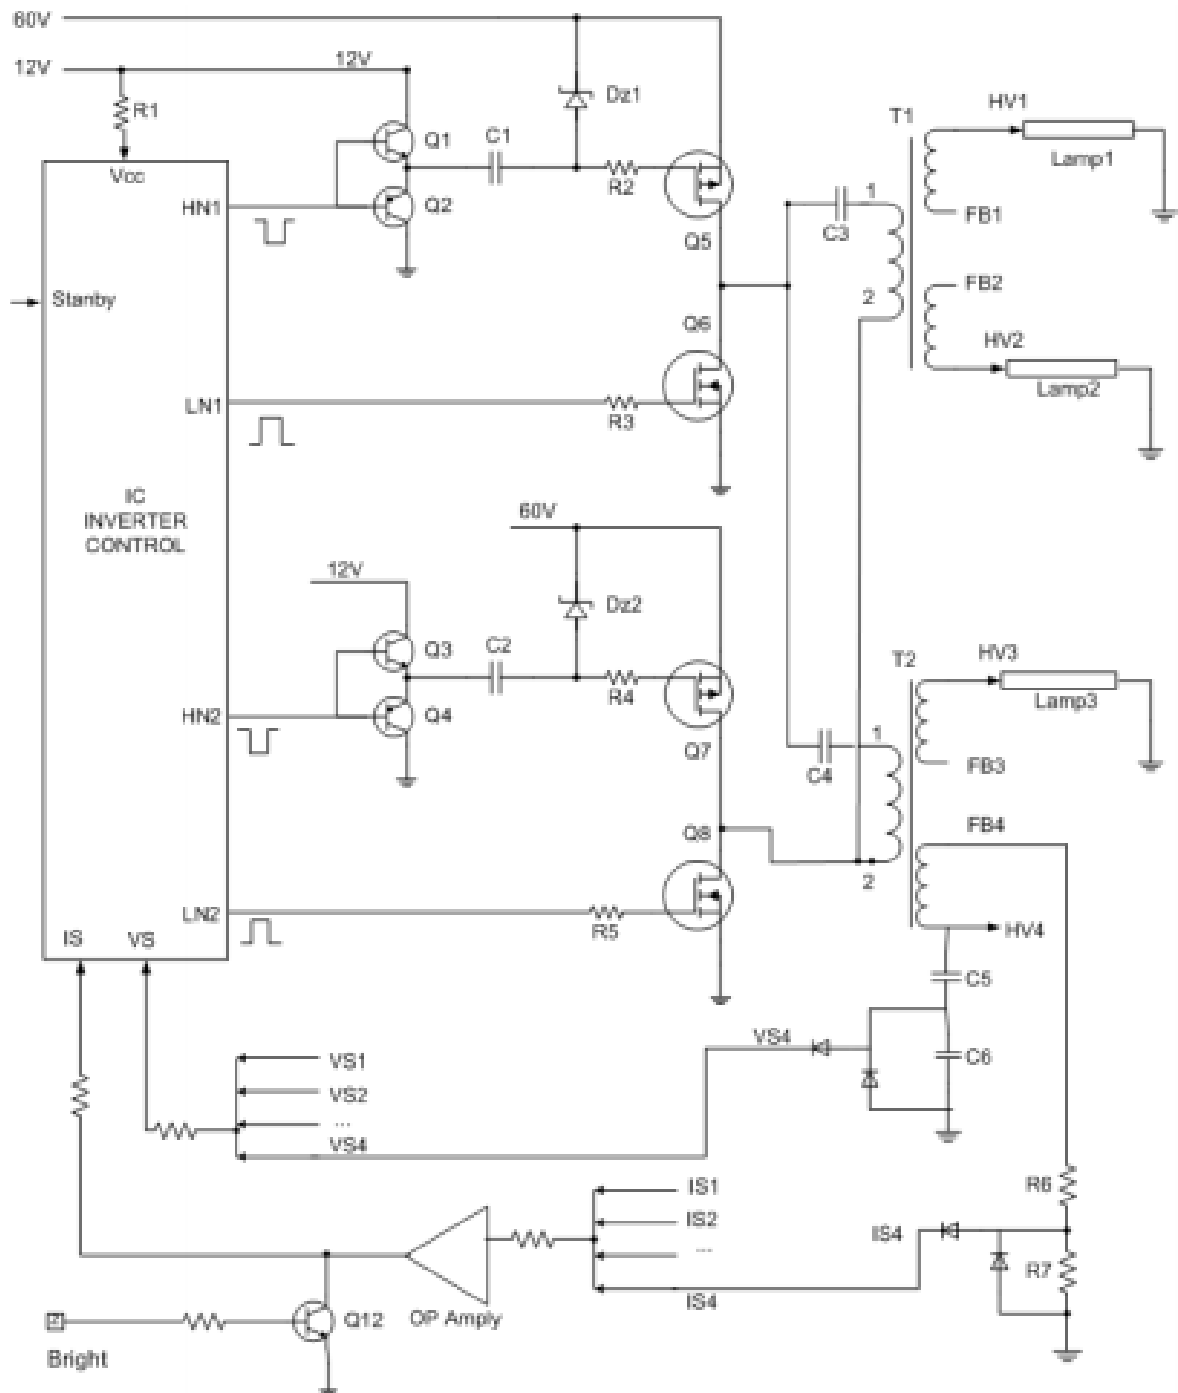 60V
12V
12V
R1
Dz1
Q1
C1
Vcc
R2
HN1
Q2
Q5
T1
HV1
Lamp1
1
C3
FB1
2
FB2
HV2
Lamp2
Stanby
Q6
LN1
R3
IC
INVERTER
CONTROL
60V
12V
Dz2
Q3
C2
R4
HN2
Q4
Q7
T2
HV3
Lamp3
1
C4
FB3
Q8
FB4
2
LN2
R5
HV4
IS
VS
C5
VS4
C6
VS1
VS2
...
VS4
IS1
IS2
...
IS4
R6
IS4
R7
OP Amply
Q12
Bright